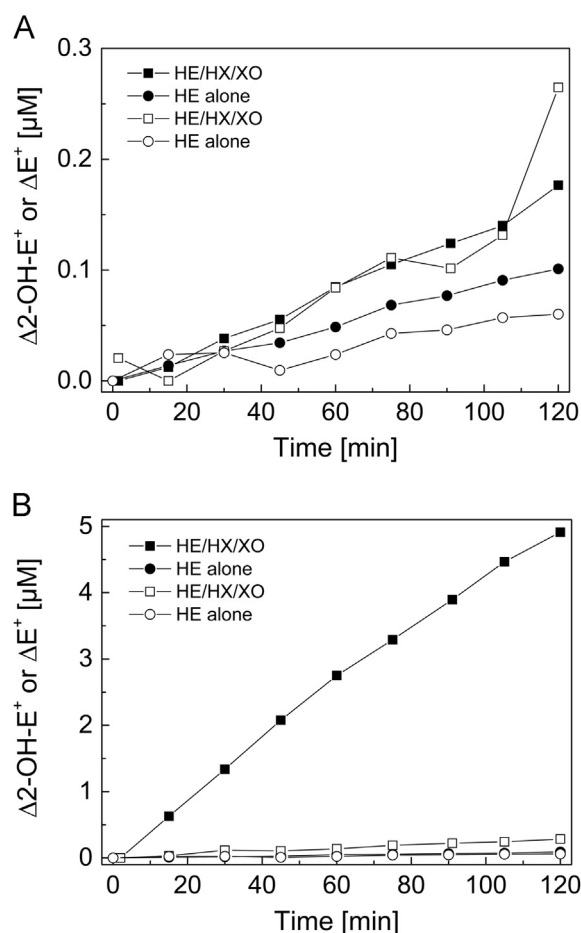 A
Δ2-OH-E⁺ or ΔE⁺ [µM]
0.3
0.2
0.1
0.0
HE/HX/XO
HE alone
HE/HX/XO
HE alone
0 20 40 60 80 100 120
Time [min]
B
Δ2-OH-E⁺ or ΔE⁺ [µM]
5
4
3
2
1
0
HE/HX/XO
HE alone
HE/HX/XO
HE alone
0 20 40 60 80 100 120
Time [min]